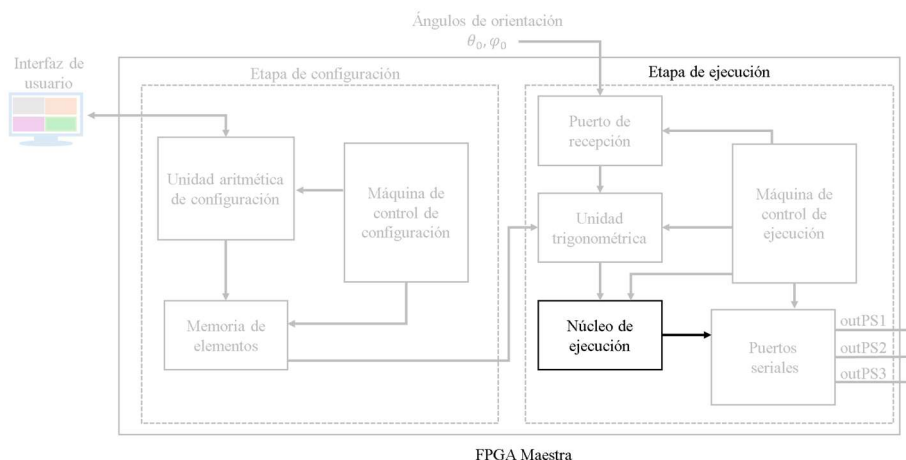 Ángulos de orientación
θ₀, φ₀
Interfaz de
usuario
Etapa de configuración
Etapa de ejecución
Puerto de
recepción
Unidad aritmética
de configuración
Máquina de
control de
configuración
Unidad
trigonométrica
Máquina de
control de
ejecución
Memoria de
elementos
Núcleo de
ejecución
Puertos
seriales
outPS1
outPS2
outPS3
FPGA Maestra